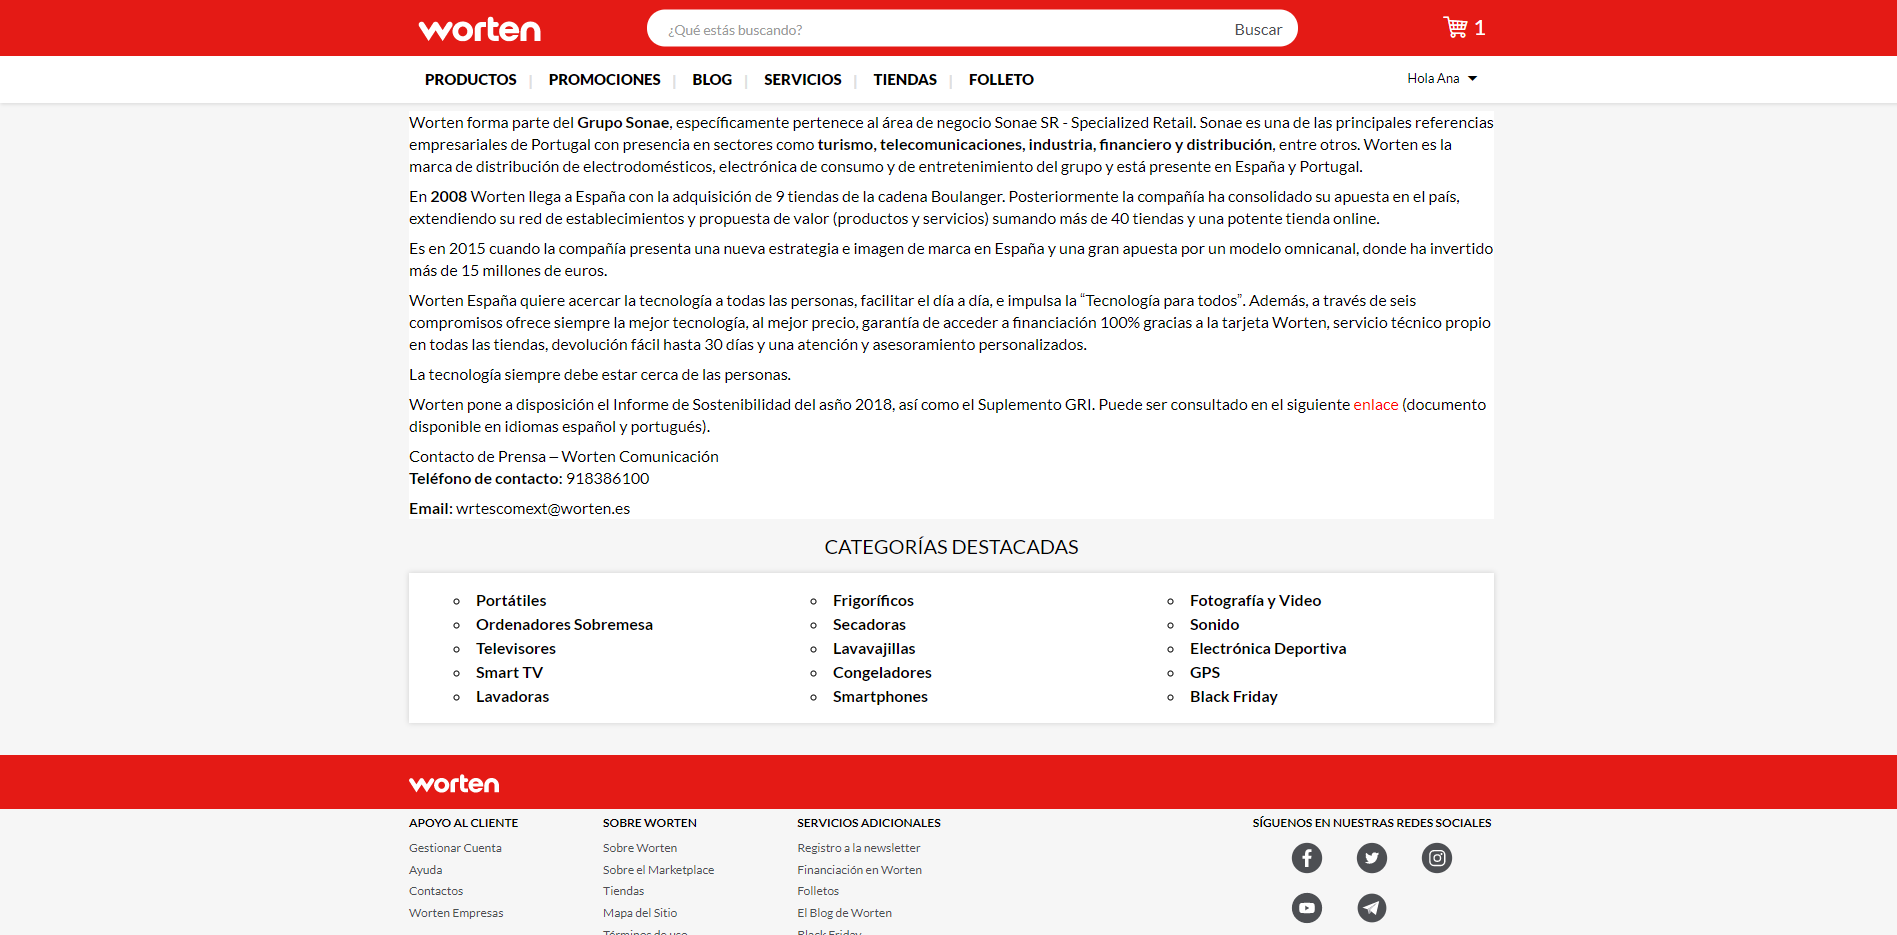 worten
¿Qué estás buscando?
Buscar
1
PRODUCTOS | PROMOCIONES | BLOG | SERVICIOS | TIENDAS | FOLLETO
Hola Ana
Worten forma parte del Grupo Sonae, específicamente pertenece al área de negocio Sonae SR - Specialized Retail. Sonae es una de las principales referencias
empresariales de Portugal con presencia en sectores como turismo, telecomunicaciones, industria, financiero y distribución, entre otros. Worten es la
marca de distribución de electrodomésticos, electrónica de consumo y de entretenimiento del grupo y está presente en España y Portugal.
En 2008 Worten llega a España con la adquisición de 9 tiendas de la cadena Boulanger. Posteriormente la compañía ha consolidado su apuesta en el país,
extendiendo su red de establecimientos y propuesta de valor (productos y servicios) sumando más de 40 tiendas y una potente tienda online.
Es en 2015 cuando la compañía presenta una nueva estrategia e imagen de marca en España y una gran apuesta por un modelo omnicanal, donde ha invertido
más de 15 millones de euros.
Worten España quiere acercar la tecnología a todas las personas, facilitar el día a día, e impulsa la “Tecnología para todos”. Además, a través de seis
compromisos ofrece siempre la mejor tecnología, al mejor precio, garantía de acceder a financiación 100% gracias a la tarjeta Worten, servicio técnico propio
en todas las tiendas, devolución fácil hasta 30 días y una atención y asesoramiento personalizados.
La tecnología siempre debe estar cerca de las personas.
Worten pone a disposición el Informe de Sostenibilidad del asño 2018, así como el Suplemento GRI. Puede ser consultado en el siguiente enlace (documento
disponible en idiomas español y portugués).
Contacto de Prensa – Worten Comunicación
Teléfono de contacto: 918386100
Email: wrtescomext@worten.es
CATEGORÍAS DESTACADAS
Portátiles
Ordenadores Sobremesa
Televisores
Smart TV
Lavadoras
Frigoríficos
Secadoras
Lavavajillas
Congeladores
Smartphones
Fotografía y Video
Sonido
Electrónica Deportiva
GPS
Black Friday
worten
APOYO AL CLIENTE
Gestionar Cuenta
Ayuda
Contactos
Worten Empresas
SOBRE WORTEN
Sobre Worten
Sobre el Marketplace
Tiendas
Mapa del Sitio
Términos de uso
SERVICIOS ADICIONALES
Registro a la newsletter
Financiación en Worten
Folletos
El Blog de Worten
Black Friday
SÍGUENOS EN NUESTRAS REDES SOCIALES